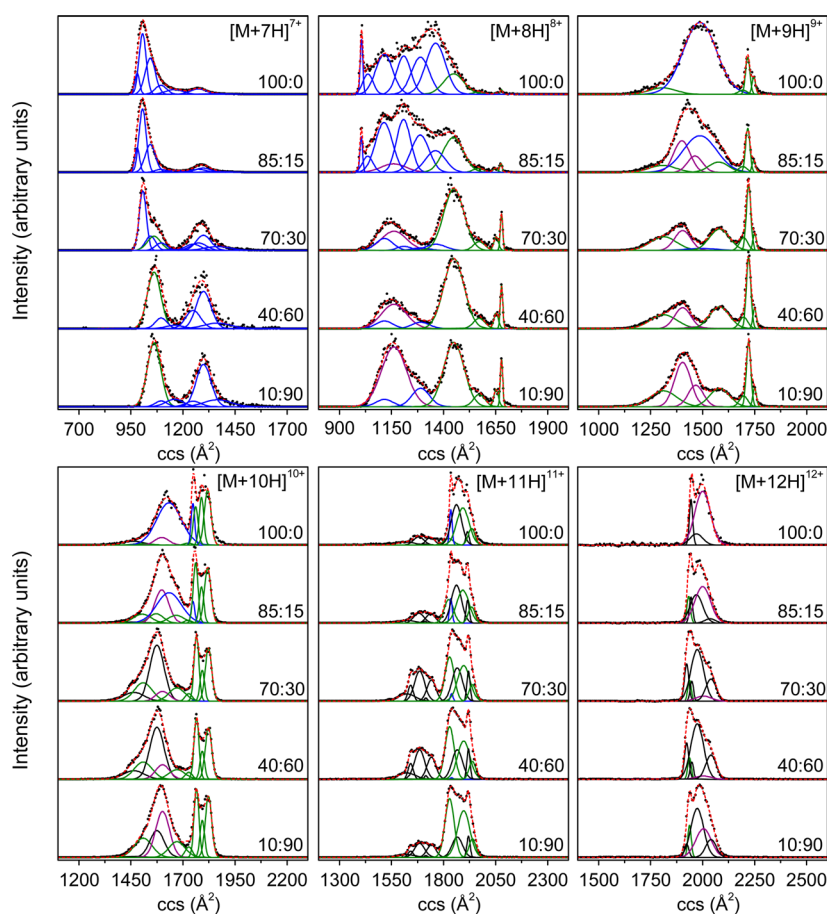 [M+7H]7+ [M+8H]8+ [M+9H]9+
100:0 100:0 100:0
85:15 85:15 85:15
70:30 70:30 70:30
40:60 40:60 40:60
10:90 10:90 10:90
Intensity (arbitrary units)
700 950 1200 1450 1700 900 1150 1400 1650 1900 1000 1250 1500 1750 2000
ccs (Å2) ccs (Å2) ccs (Å2)
[M+10H]10+ [M+11H]11+ [M+12H]12+
100:0 100:0 100:0
85:15 85:15 85:15
70:30 70:30 70:30
40:60 40:60 40:60
10:90 10:90 10:90
Intensity (arbitrary units)
1200 1450 1700 1950 2200 1300 1550 1800 2050 2300 1500 1750 2000 2250 2500
ccs (Å2) ccs (Å2) ccs (Å2)